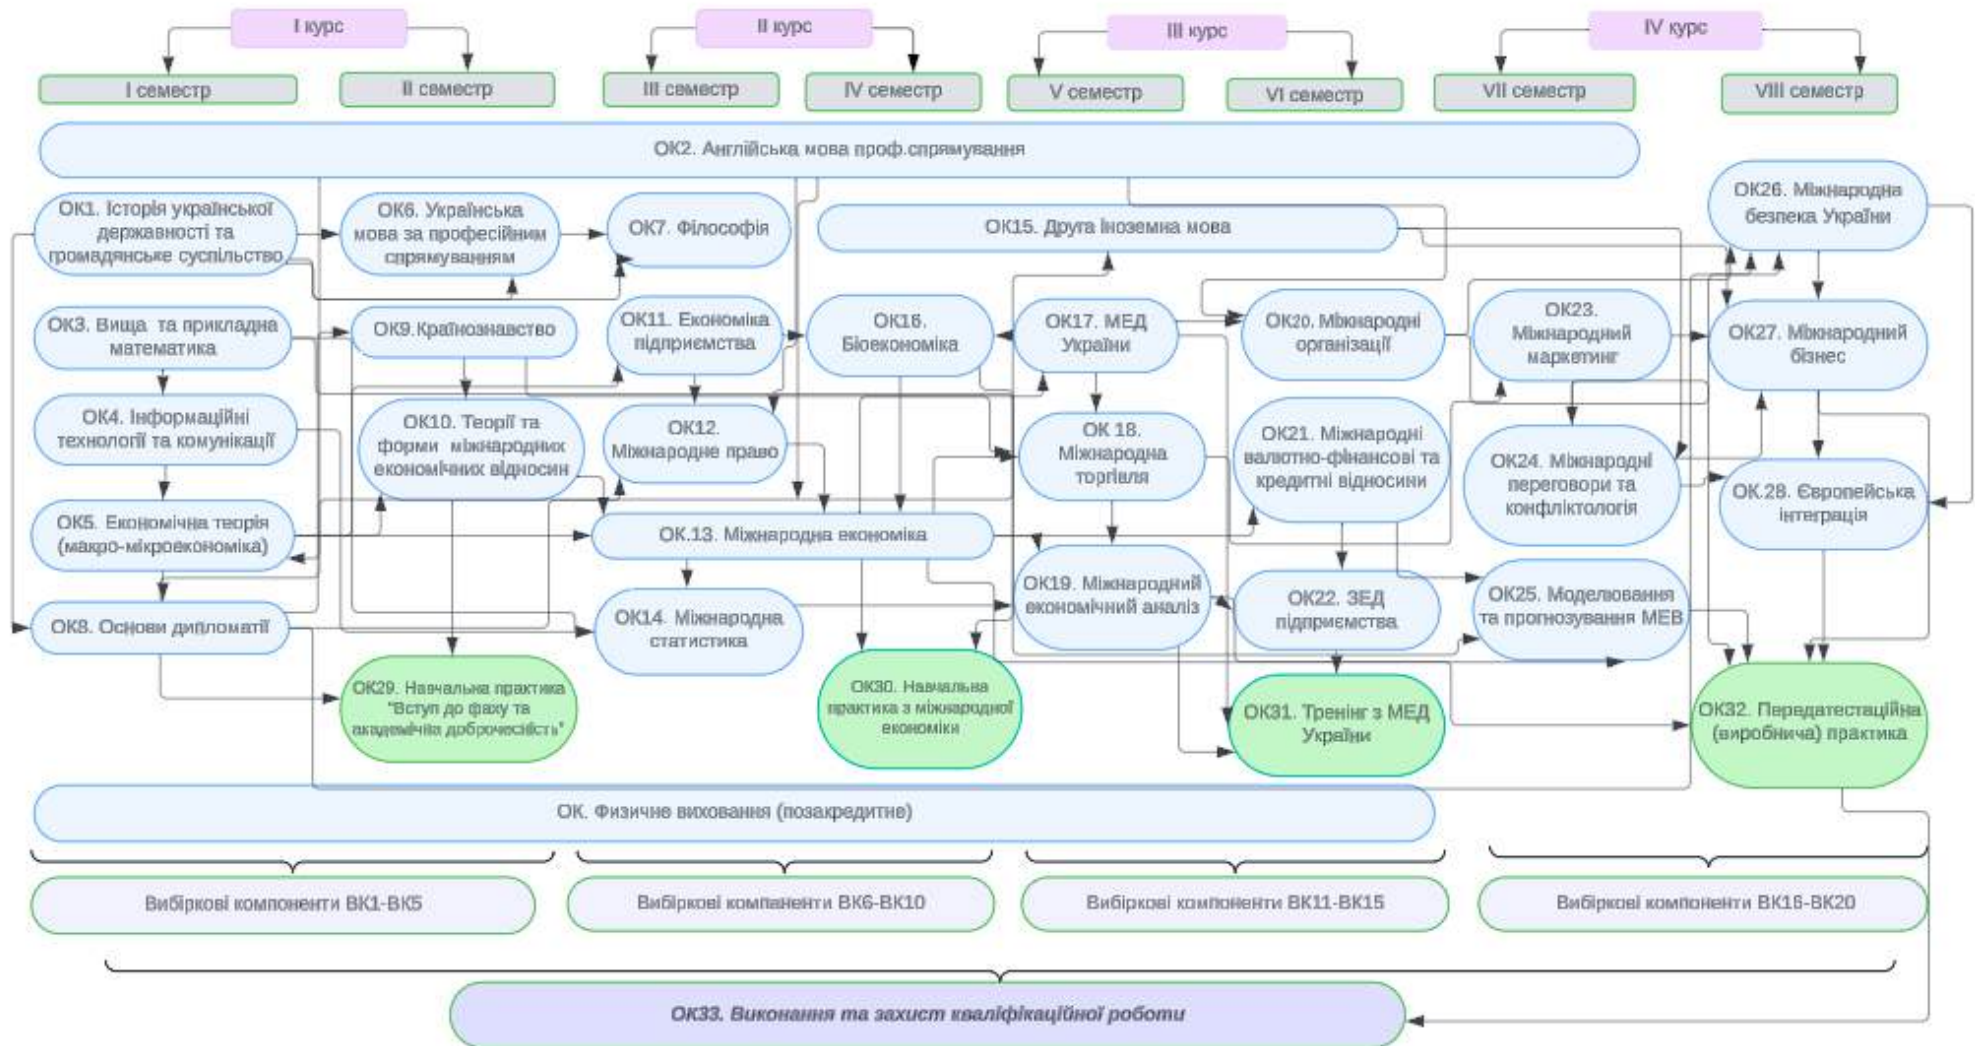 І курс
ІІ курс
ІІІ курс
IV курс
І семестр
ІІ семестр
ІІІ семестр
IV семестр
V семестр
VI семестр
VII семестр
VIII семестр
ОК2. Англійська мова проф.спрямування
ОК1. Історія української
державності та
громадянське суспільство
ОК6. Українська
мова за професійним
спрямуванням
ОК7. Філософія
ОК15. Друга Іноземна мова
ОК26. Міжнародна
безпека України
ОК3. Вища та прикладна
математика
ОК9.Країнознавство
ОК11. Економіка
підприємства
ОК16.
Біоекономіка
ОК17. МЕД
України
ОК20. Міжнародні
організації
ОК23.
Міжнародний
маркетинг
ОК27. Міжнародний
бізнес
ОК4. Інформаційні
технології та комунікації
ОК10. Теорії та
форми міжнародних
економічних відносин
ОК12.
Міжнародне право
ОК 18.
Міжнародна
торгівля
ОК21. Міжнародні
валютно-фінансові та
кредитні відносини
ОК24. Міжнародні
переговори та
конфліктологія
ОК.28. Європейська
інтеграція
ОК5. Економічна теорія
(макро-мікроекономіка)
ОК.13. Міжнародна економіка
ОК19. Міжнародний
економічний аналіз
ОК22. ЗЕД
підприємства
ОК25. Моделювання
та прогнозування МЕВ
ОК8. Основи дипломатії
ОК14. Міжнародна
статистика
ОК29. Навчальна практика
"Вступ до фаху та
академічна доброчесність"
ОК30. Навчальна
практика з міжнародної
економіки
ОК31. Тренінг з МЕД
України
ОК32. Передатестаційна
(виробнича) практика
ОК. Физичне виховання (позакредитне)
Вибіркові компоненти ВК1-ВК5
Вибіркові компаненти ВК6-ВК10
Вибіркові компоненти ВК11-ВК15
Вибіркові компоненти ВК16-ВК20
ОК33. Виконання та захист кваліфікаційної роботи